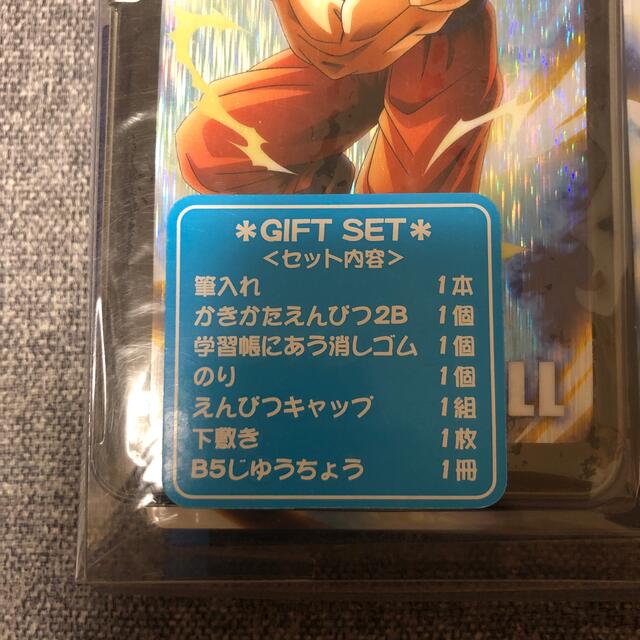 *GIFT SET*
<セット内容>
筆入れ 1本
かきかたえんぴつ2B 1個
学習帳にあう消しゴム 1個
のり 1個
えんぴつキャップ 1組
下敷き 1枚
B5じゆうちょう 1冊
LL